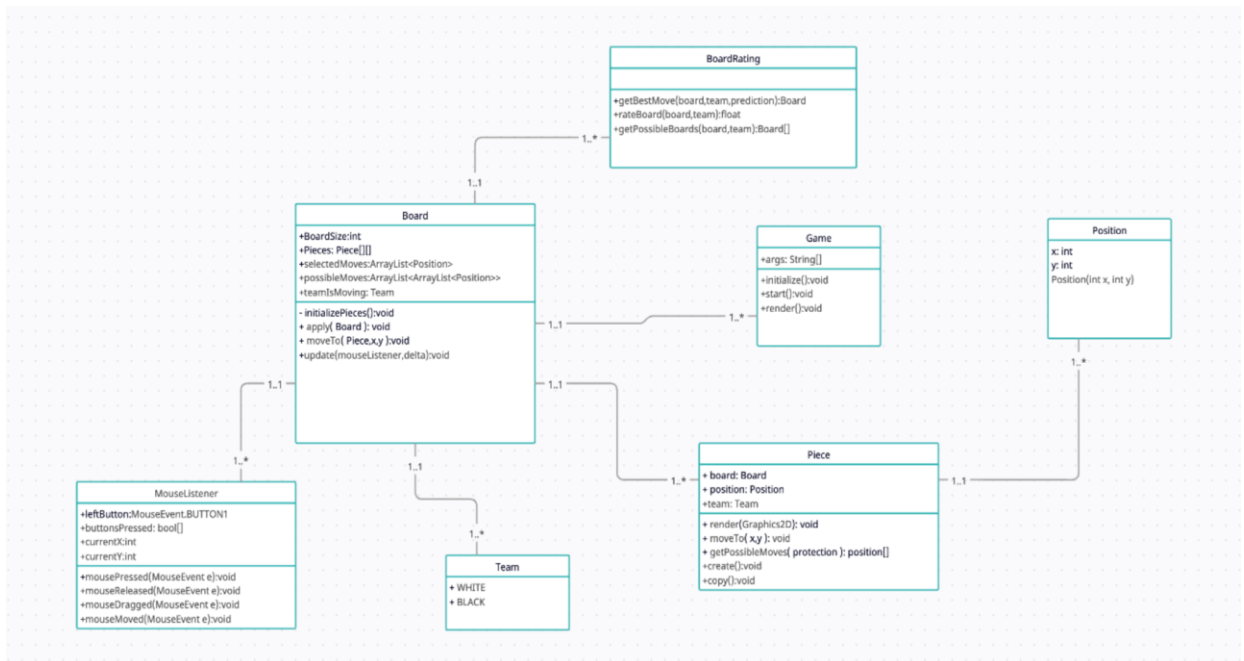 BoardRating
+getBestMove(board,team,prediction):Board
+rateBoard(board,team):float
+getPossibleBoards(board,team):Board[]
1..*
1..1
Board
+BoardSize:int
+Pieces: Piece[][]
+selectedMoves:ArrayList<Position>
+possibleMoves:ArrayList<ArrayList<Position>>
+teamIsMoving: Team
- initializePieces():void
+ apply( Board ): void
+ moveTo( Piece,x,y ):void
+update(mouseListener,delta):void
Game
+args: String[]
+initialize():void
+start():void
+render():void
1..1
1..*
Position
x: int
y: int
Position(int x, int y)
1..*
1..1
1..1
1..*
1..1
MouseListener
+leftButton:MouseEvent.BUTTON1
+buttonsPressed: bool[]
+currentX:int
+currentY:int
+mousePressed(MouseEvent e):void
+mouseReleased(MouseEvent e):void
+mouseDragged(MouseEvent e):void
+mouseMoved(MouseEvent e):void
1..*
Team
+ WHITE
+ BLACK
1..*
1..1
Piece
+ board: Board
+ position: Position
+team: Team
+ render(Graphics2D): void
+ moveTo( x,y ): void
+ getPossibleMoves( protection ): position[]
+create():void
+copy():void